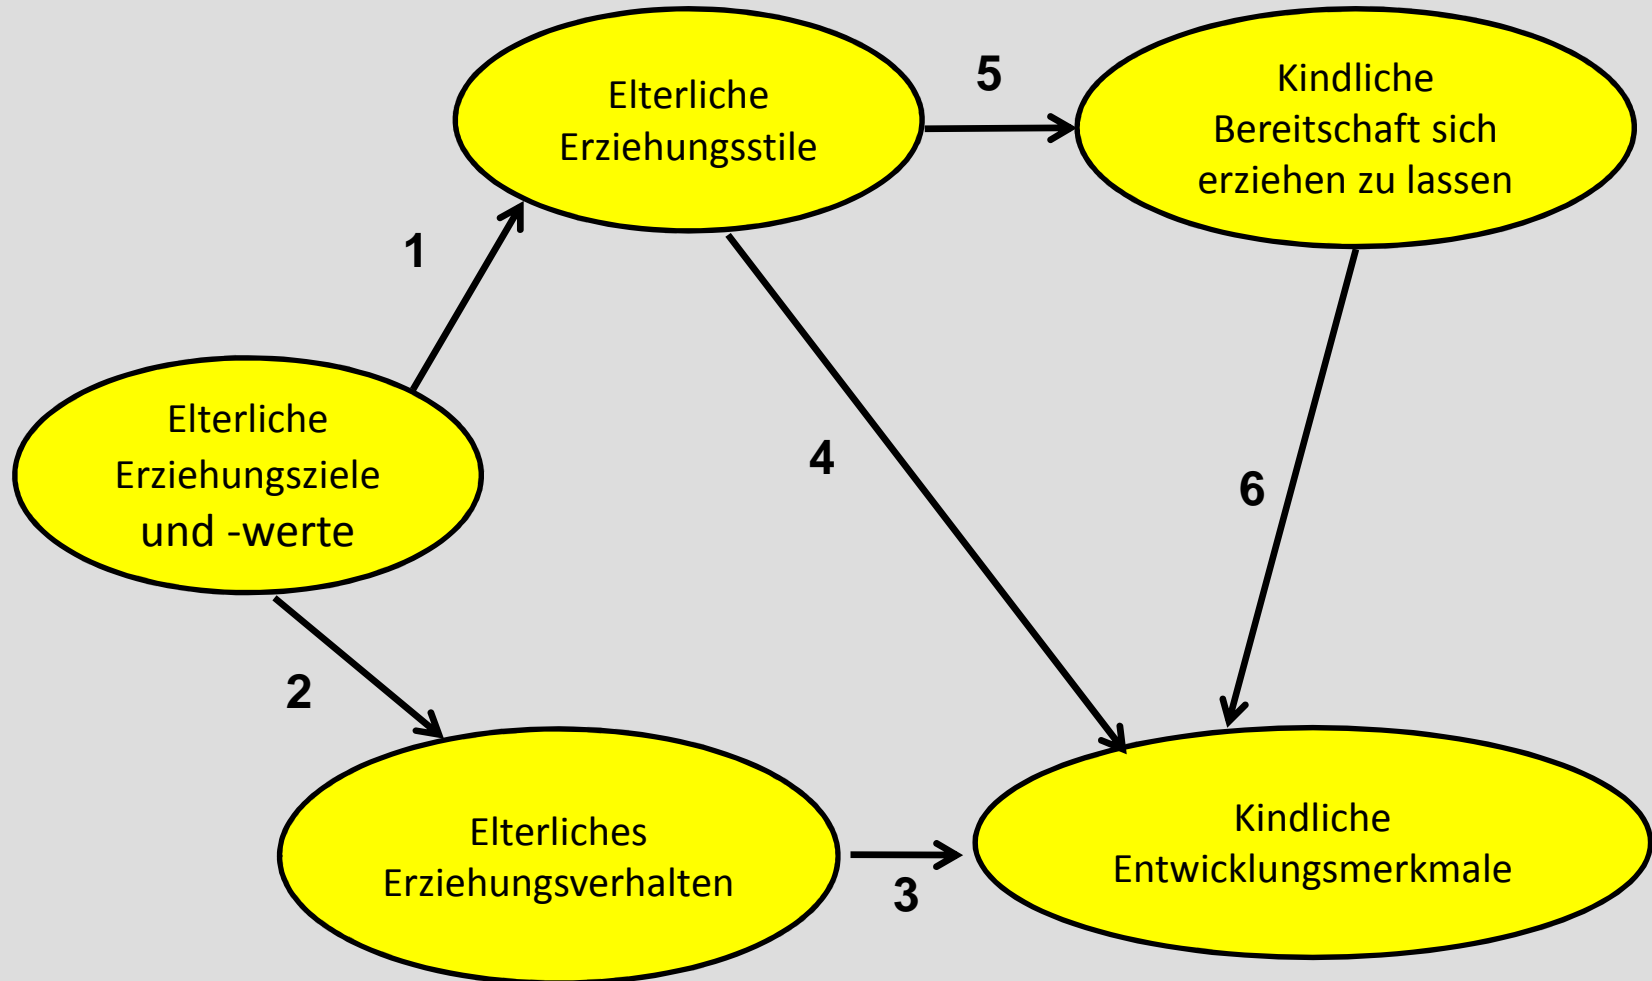 Elterliche
Erziehungsstile
5
Kindliche
Bereitschaft sich
erziehen zu lassen
1
Elterliche
Erziehungsziele
und -werte
4
6
2
Elterliches
Erziehungsverhalten
3
Kindliche
Entwicklungsmerkmale